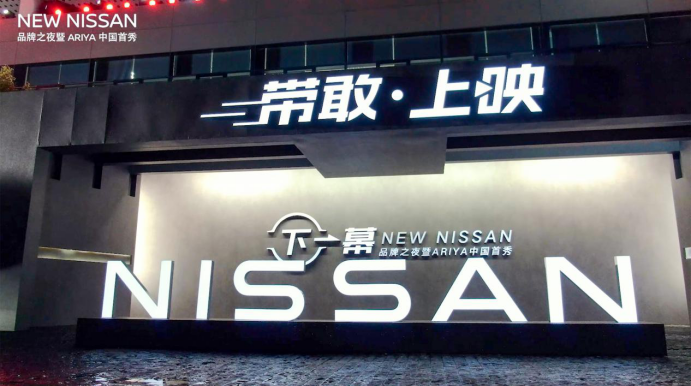 NEW NISSAN
品牌之夜暨 ARIYA 中国首秀
带敢·上映
下一幕 NEW NISSAN
品牌之夜暨ARIYA中国首秀
NISSAN